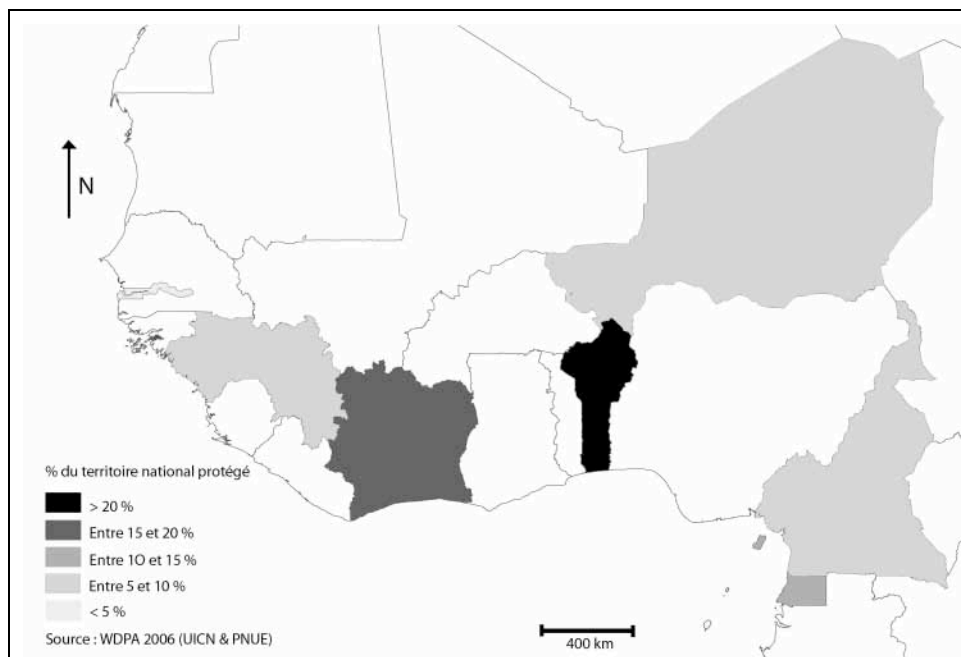 N
% du territoire national protégé
> 20 %
Entre 15 et 20 %
Entre 1O et 15 %
Entre 5 et 10 %
< 5 %
Source : WDPA 2006 (UICN & PNUE)
400 km